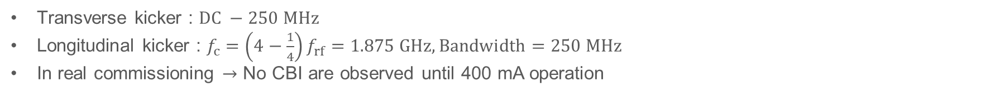 • Transverse kicker : DC − 250 MHz
• Longitudinal kicker : f_c = (4 − 1/4) f_rf = 1.875 GHz, Bandwidth = 250 MHz
• In real commissioning → No CBI are observed until 400 mA operation